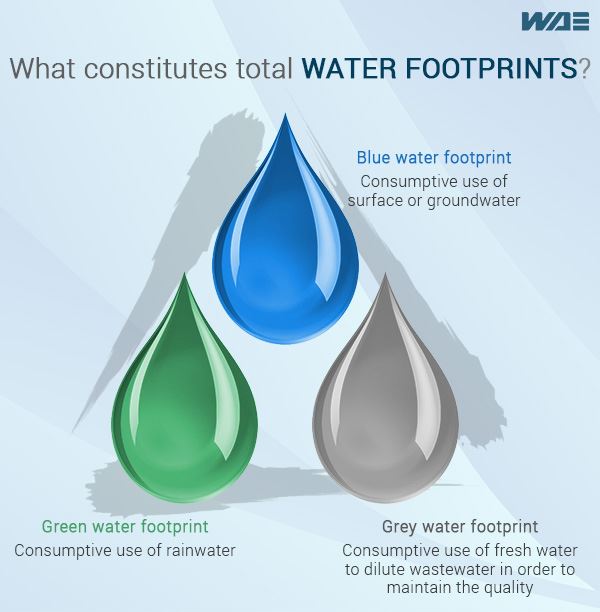 WAE
What constitutes total WATER FOOTPRINTS?
Blue water footprint
Consumptive use of
surface or groundwater
Green water footprint
Consumptive use of rainwater
Grey water footprint
Consumptive use of fresh water
to dilute wastewater in order to
maintain the quality